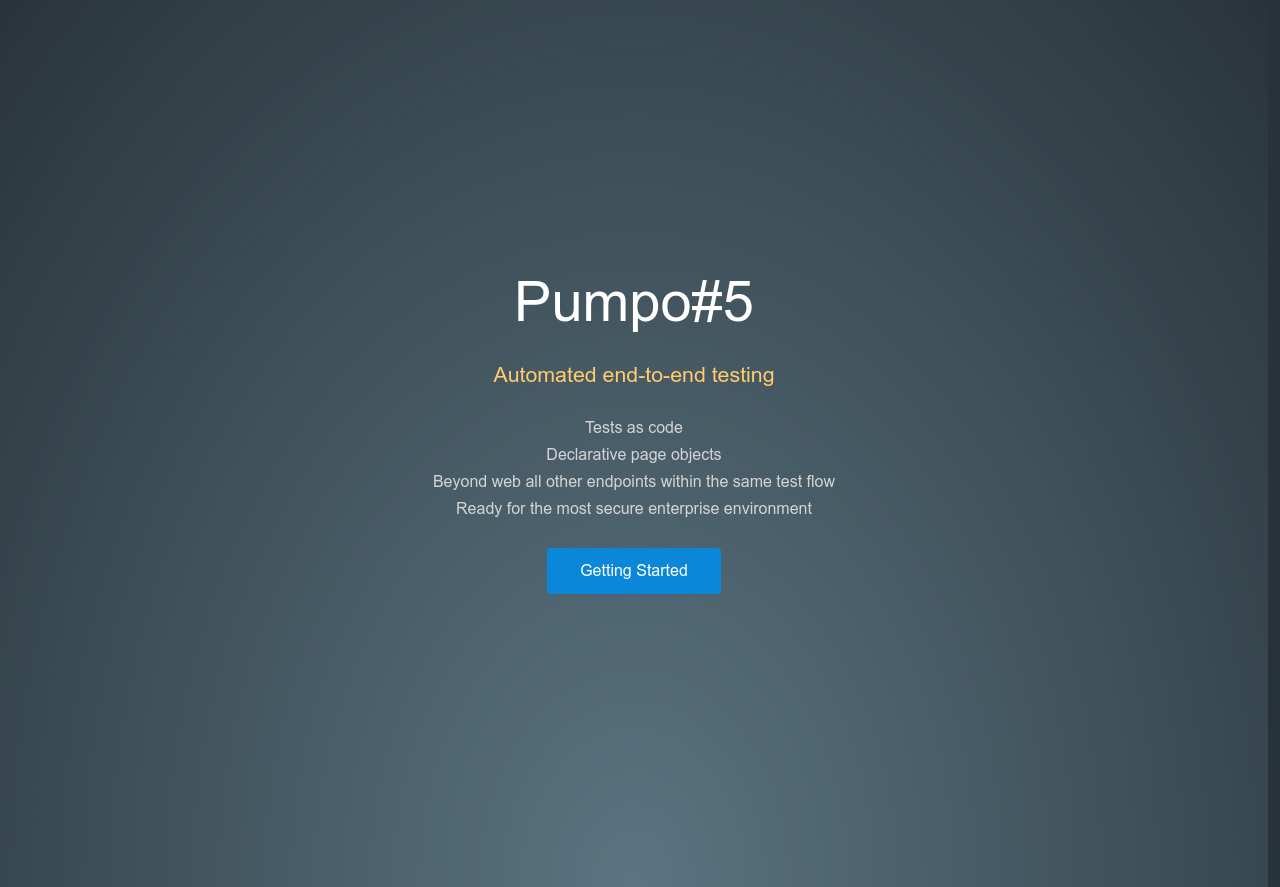 Pumpo#5
Automated end-to-end testing
Tests as code
Declarative page objects
Beyond web all other endpoints within the same test flow
Ready for the most secure enterprise environment
Getting Started